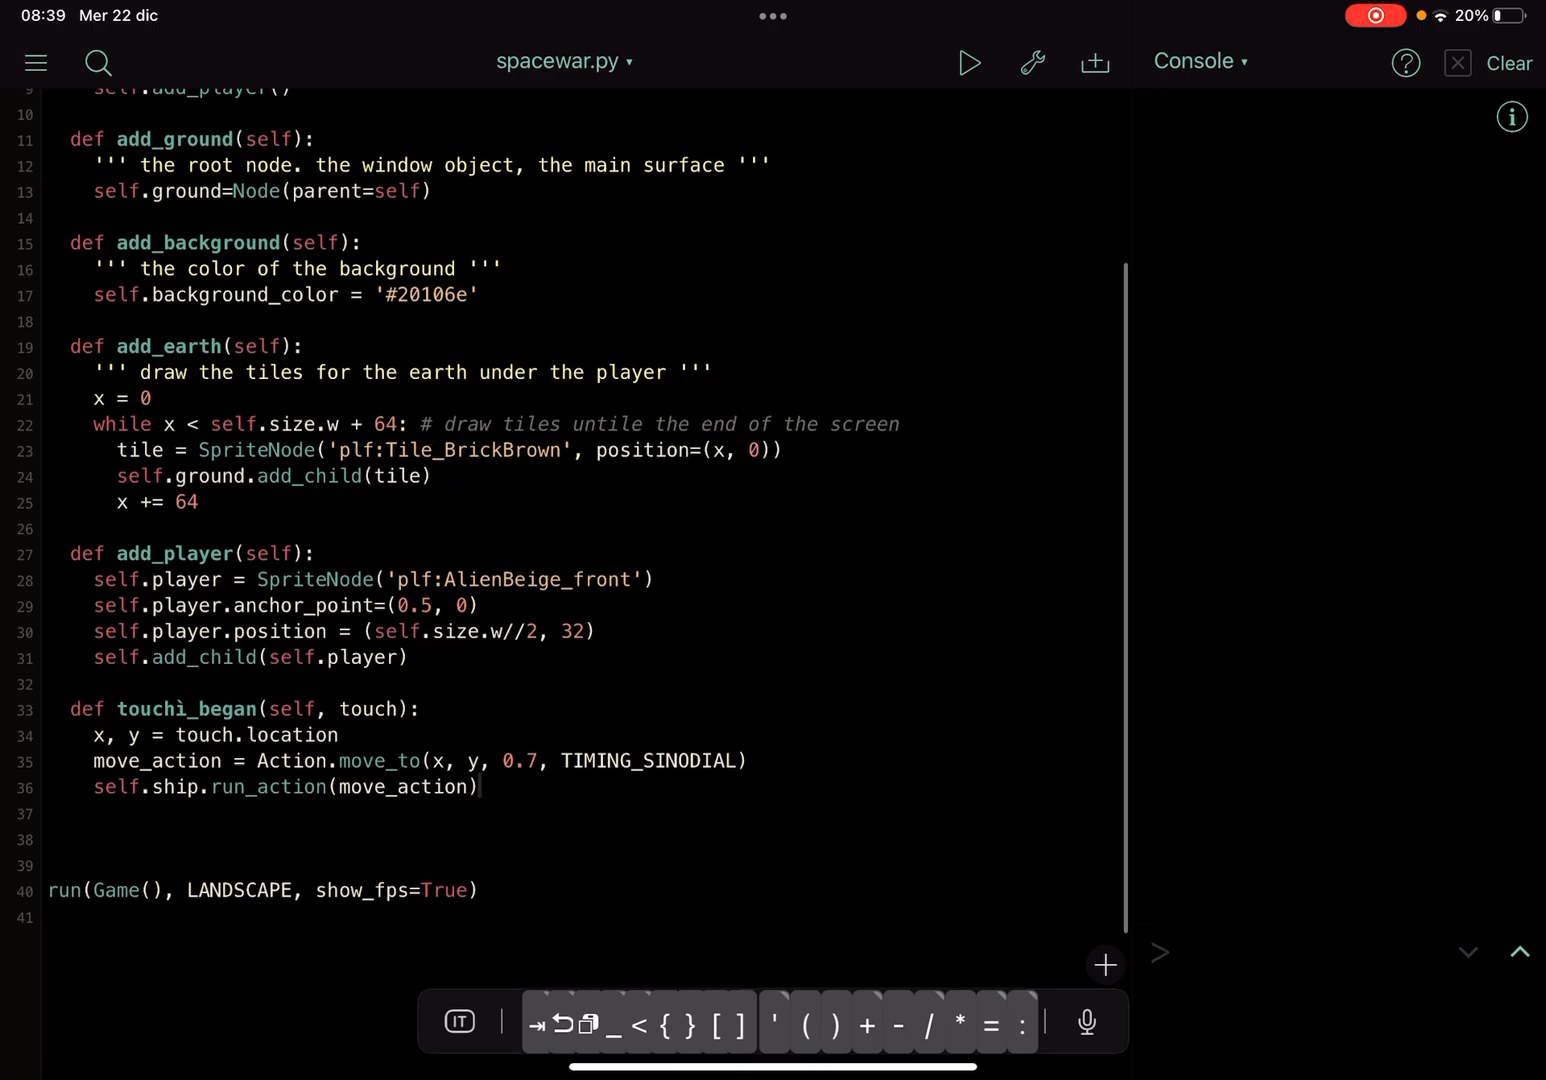 08:39 Mer 22 dic
20%
spacewar.py
Console
Clear
9 self.add_player()
10
11 def add_ground(self):
12 ''' the root node. the window object, the main surface '''
13 self.ground=Node(parent=self)
14
15 def add_background(self):
16 ''' the color of the background '''
17 self.background_color = '#20106e'
18
19 def add_earth(self):
20 ''' draw the tiles for the earth under the player '''
21 x = 0
22 while x < self.size.w + 64: # draw tiles untile the end of the screen
23 tile = SpriteNode('plf:Tile_BrickBrown', position=(x, 0))
24 self.ground.add_child(tile)
25 x += 64
26
27 def add_player(self):
28 self.player = SpriteNode('plf:AlienBeige_front')
29 self.player.anchor_point=(0.5, 0)
30 self.player.position = (self.size.w//2, 32)
31 self.add_child(self.player)
32
33 def touchì_began(self, touch):
34 x, y = touch.location
35 move_action = Action.move_to(x, y, 0.7, TIMING_SINODIAL)
36 self.ship.run_action(move_action)
37
38
39
40 run(Game(), LANDSCAPE, show_fps=True)
41
>
IT
_ < { } [ ] ' ( ) + - / * = :